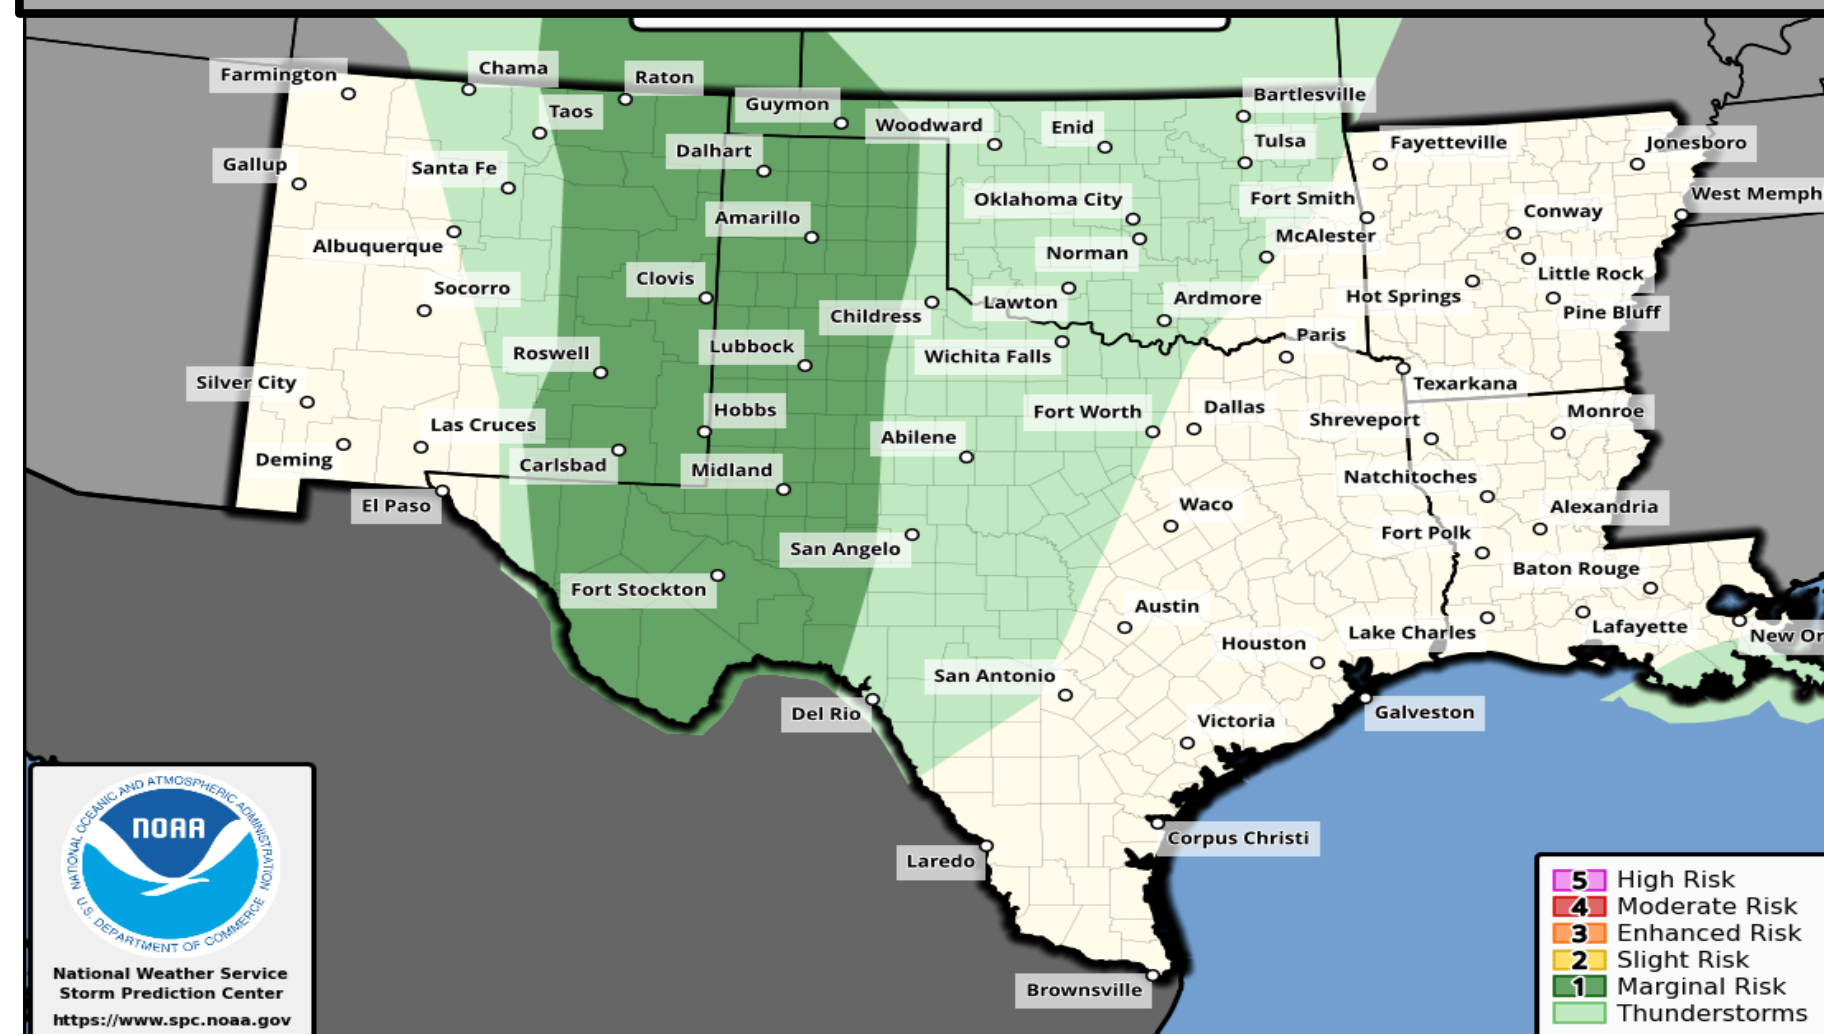 Farmington
Chama
Raton
Taos
Guymon
Bartlesville
Woodward
Enid
Tulsa
Fayetteville
Jonesboro
Gallup
Santa Fe
Dalhart
Oklahoma City
Fort Smith
West Memph
Albuquerque
Amarillo
Norman
McAlester
Conway
Socorro
Clovis
Childress
Lawton
Ardmore
Hot Springs
Little Rock
Pine Bluff
Roswell
Lubbock
Wichita Falls
Paris
Silver City
Texarkana
Las Cruces
Hobbs
Abilene
Fort Worth
Dallas
Shreveport
Monroe
Deming
Carlsbad
Midland
Natchitoches
El Paso
Waco
Alexandria
San Angelo
Fort Polk
Fort Stockton
Baton Rouge
Austin
Houston
Lake Charles
Lafayette
New Or
San Antonio
Del Rio
Victoria
Galveston
Corpus Christi
Laredo
Brownsville
NATIONAL OCEANIC AND ATMOSPHERIC ADMINISTRATION
NOAA
U.S. DEPARTMENT OF COMMERCE
National Weather Service
Storm Prediction Center
https://www.spc.noaa.gov
5 High Risk
4 Moderate Risk
3 Enhanced Risk
2 Slight Risk
1 Marginal Risk
Thunderstorms